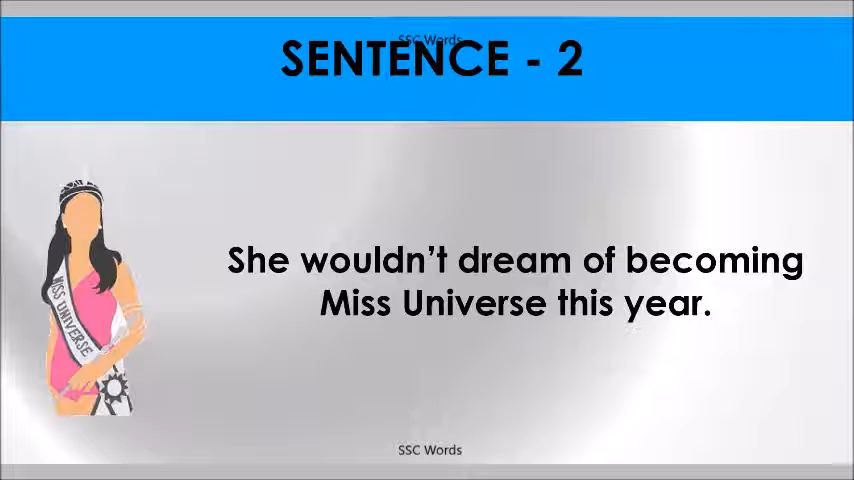 SSC Words
SENTENCE - 2
She wouldn't dream of becoming
Miss Universe this year.
MISS UNIVERSE
SSC Words